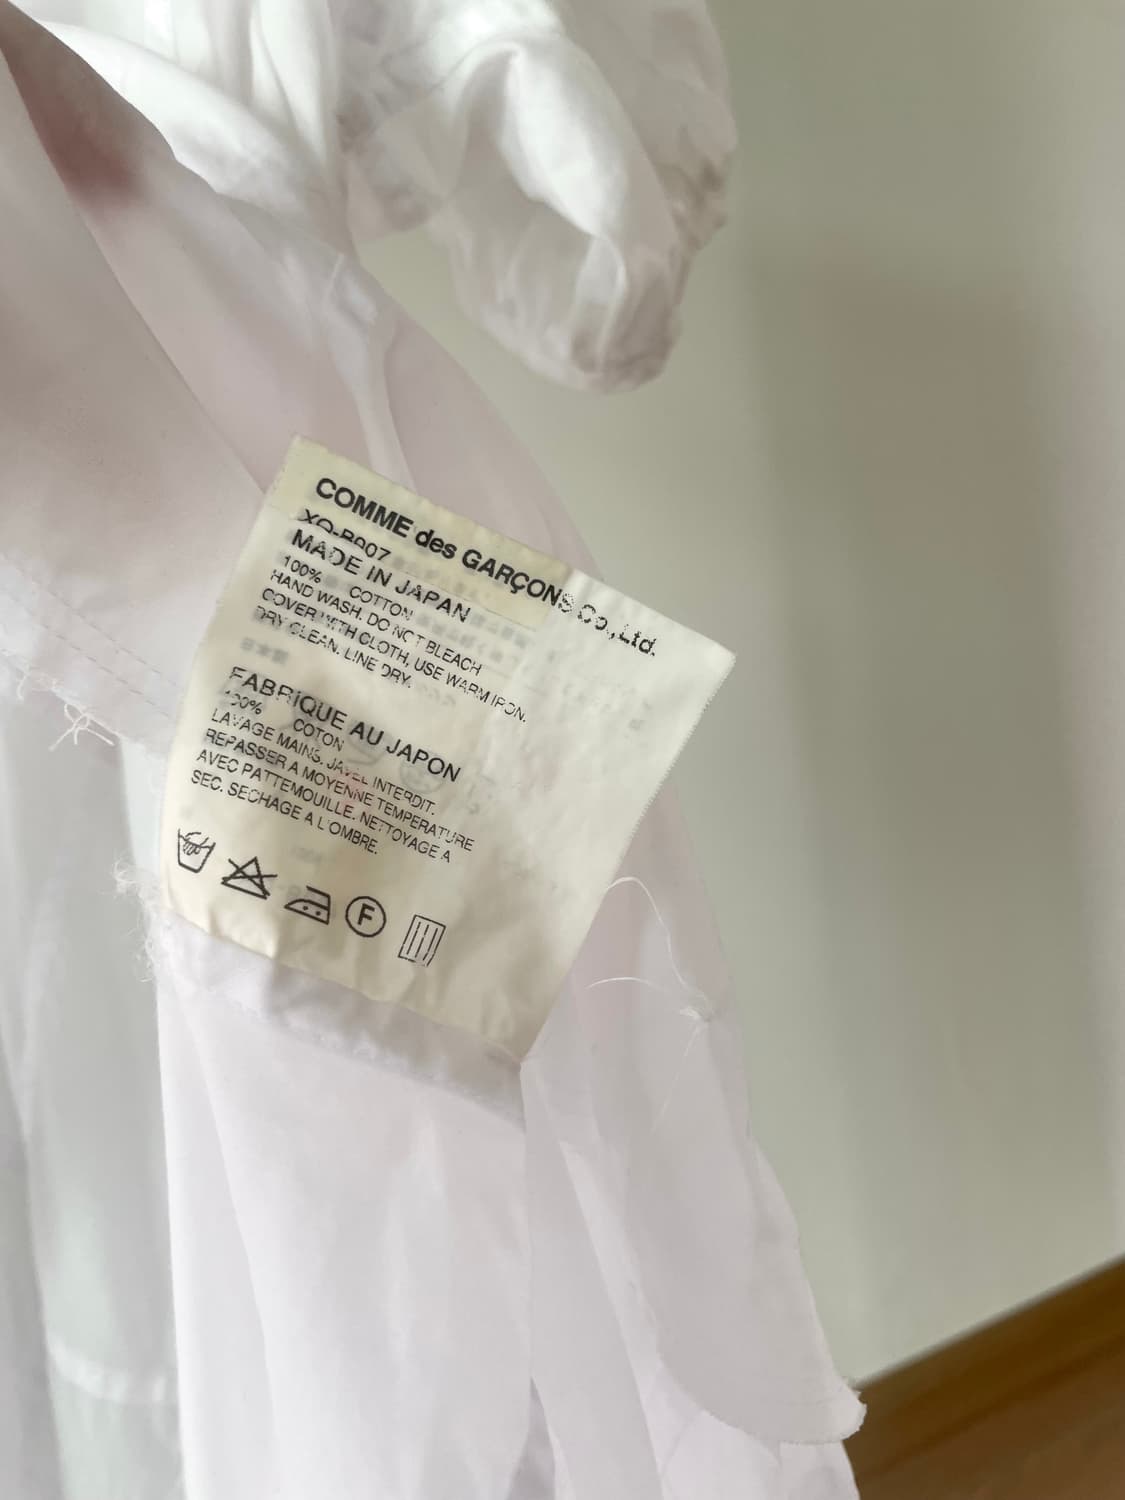 COMME des GARÇONS Co.,Ltd.
XO-B007
MADE IN JAPAN
100% COTTON
HAND WASH. DO NOT BLEACH
COVER WITH CLOTH, USE WARM IRON.
DRY CLEAN. LINE DRY.
FABRIQUE AU JAPON
100% COTON
LAVAGE MAINS. JAVEL INTERDIT.
REPASSER A MOYENNE TEMPERATURE
AVEC PATTEMOUILLE. NETTOYAGE A
SEC. SECHAGE A L'OMBRE.
F